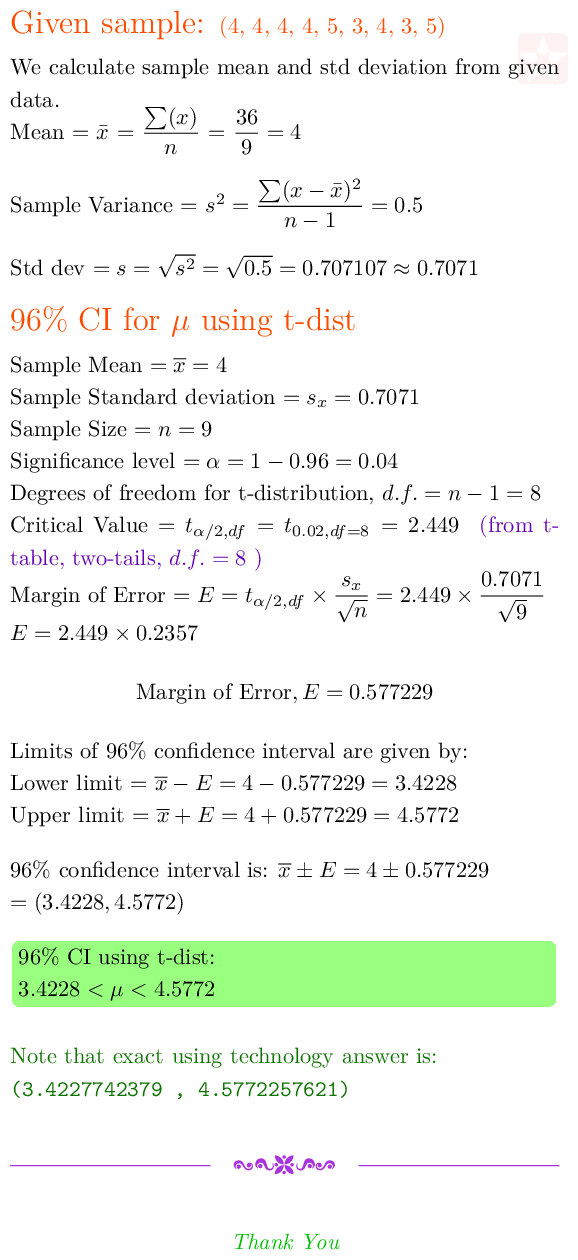 Given sample: (4, 4, 4, 4, 5, 3, 4, 3, 5)
We calculate sample mean and std deviation from given
data.
Mean = x̄ = ∑(x)/n = 36/9 = 4
Sample Variance = s² = ∑(x − x̄)²/(n − 1) = 0.5
Std dev = s = √s² = √0.5 = 0.707107 ≈ 0.7071
96% CI for μ using t-dist
Sample Mean = x̅ = 4
Sample Standard deviation = sₓ = 0.7071
Sample Size = n = 9
Significance level = α = 1 − 0.96 = 0.04
Degrees of freedom for t-distribution, d.f. = n − 1 = 8
Critical Value = t_{α/2,df} = t_{0.02,df=8} = 2.449 (from t-
table, two-tails, d.f. = 8 )
Margin of Error = E = t_{α/2,df} × sₓ/√n = 2.449 × 0.7071/√9
E = 2.449 × 0.2357
Margin of Error, E = 0.577229
Limits of 96% confidence interval are given by:
Lower limit = x̅ − E = 4 − 0.577229 = 3.4228
Upper limit = x̅ + E = 4 + 0.577229 = 4.5772
96% confidence interval is: x̅ ± E = 4 ± 0.577229
= (3.4228, 4.5772)
96% CI using t-dist:
3.4228 < μ < 4.5772
Note that exact using technology answer is:
(3.4227742379 , 4.5772257621)
Thank You